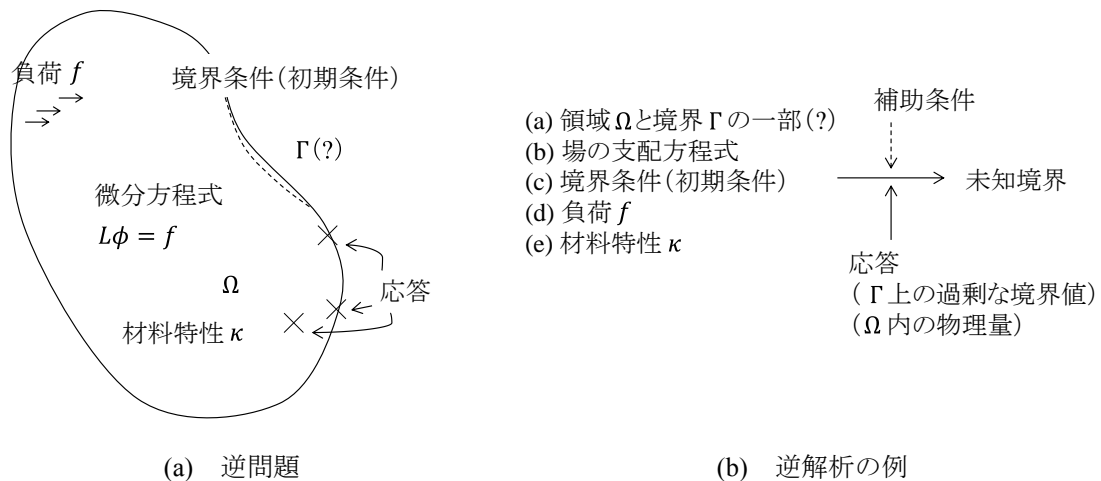 負荷 f
境界条件(初期条件)
Γ(?)
微分方程式
Lϕ = f
Ω
応答
材料特性 κ
(a) 逆問題
(a) 領域 Ω と境界 Γ の一部(?)
(b) 場の支配方程式
(c) 境界条件(初期条件)
(d) 負荷 f
(e) 材料特性 κ
補助条件
未知境界
応答
( Γ 上の過剰な境界値)
(Ω 内の物理量)
(b) 逆解析の例